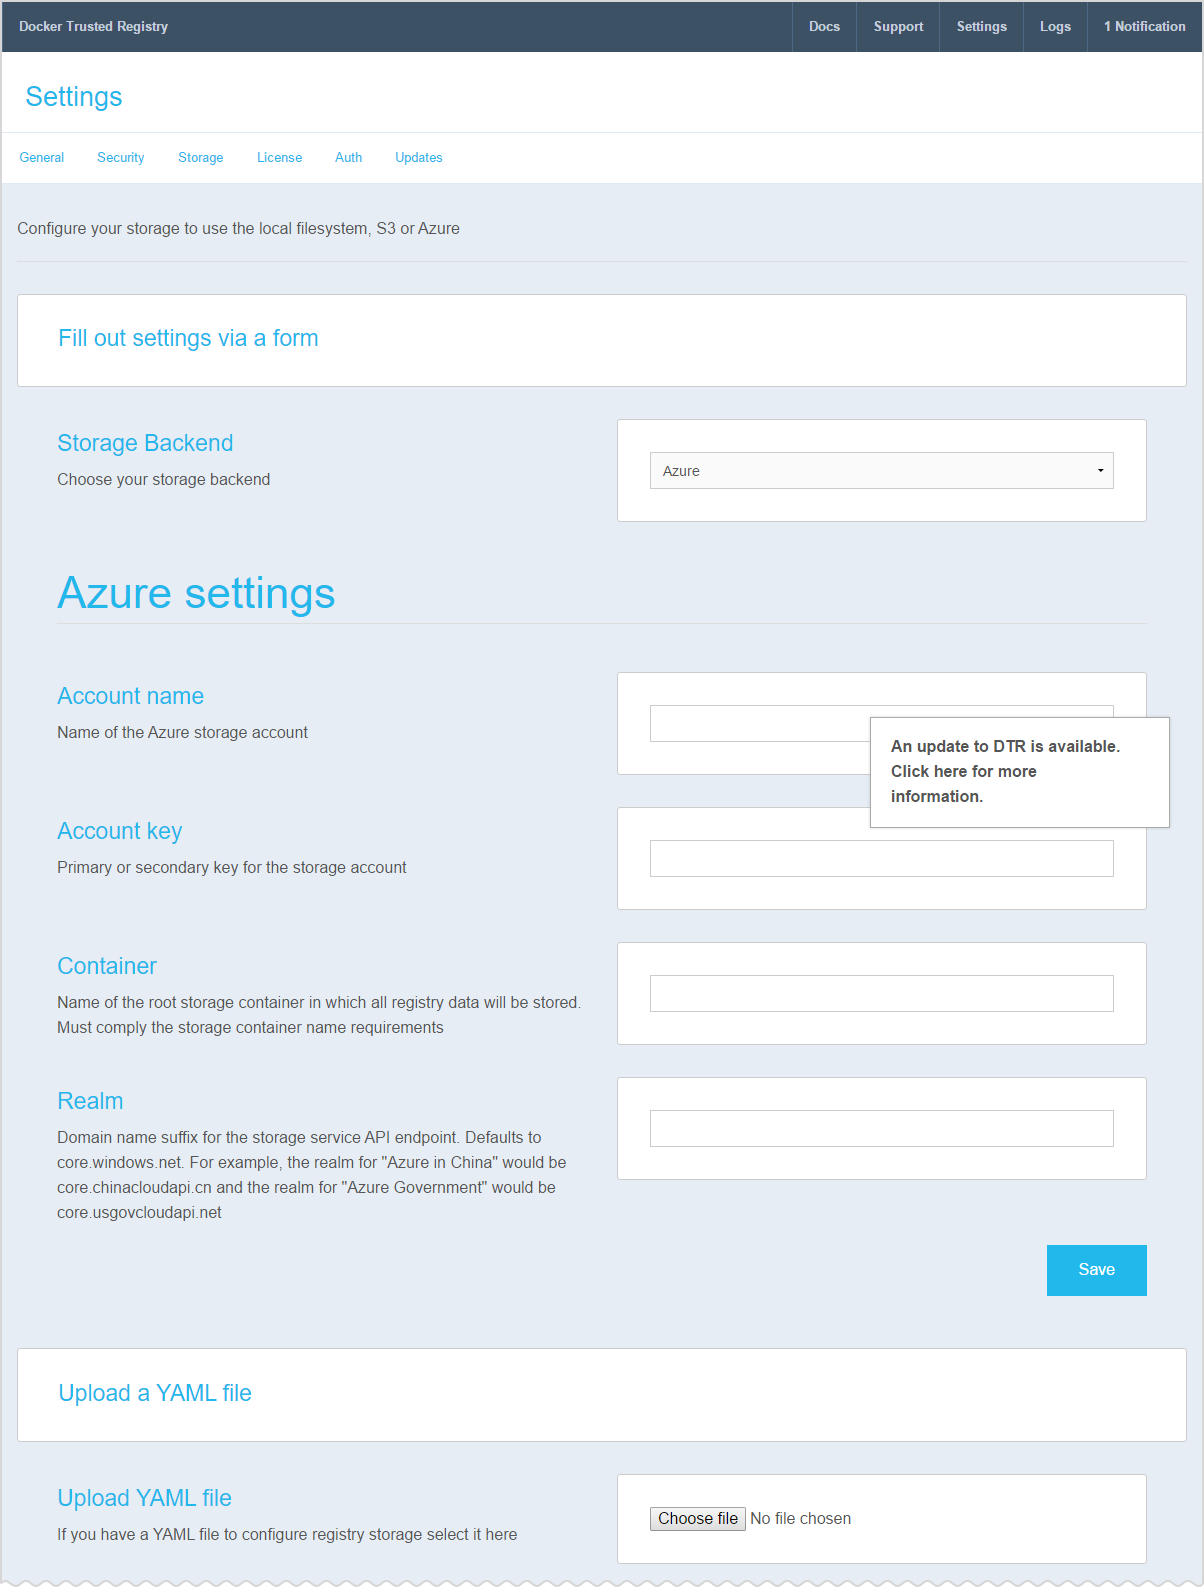 Docker Trusted Registry Docs Support Settings Logs 1 Notification
Settings
General Security Storage License Auth Updates
Configure your storage to use the local filesystem, S3 or Azure
Fill out settings via a form
Storage Backend
Choose your storage backend
Azure
Azure settings
Account name
Name of the Azure storage account
An update to DTR is available.
Click here for more
information.
Account key
Primary or secondary key for the storage account
Container
Name of the root storage container in which all registry data will be stored.
Must comply the storage container name requirements
Realm
Domain name suffix for the storage service API endpoint. Defaults to
core.windows.net. For example, the realm for "Azure in China" would be
core.chinacloudapi.cn and the realm for "Azure Government" would be
core.usgovcloudapi.net
Save
Upload a YAML file
Upload YAML file
If you have a YAML file to configure registry storage select it here
Choose file No file chosen